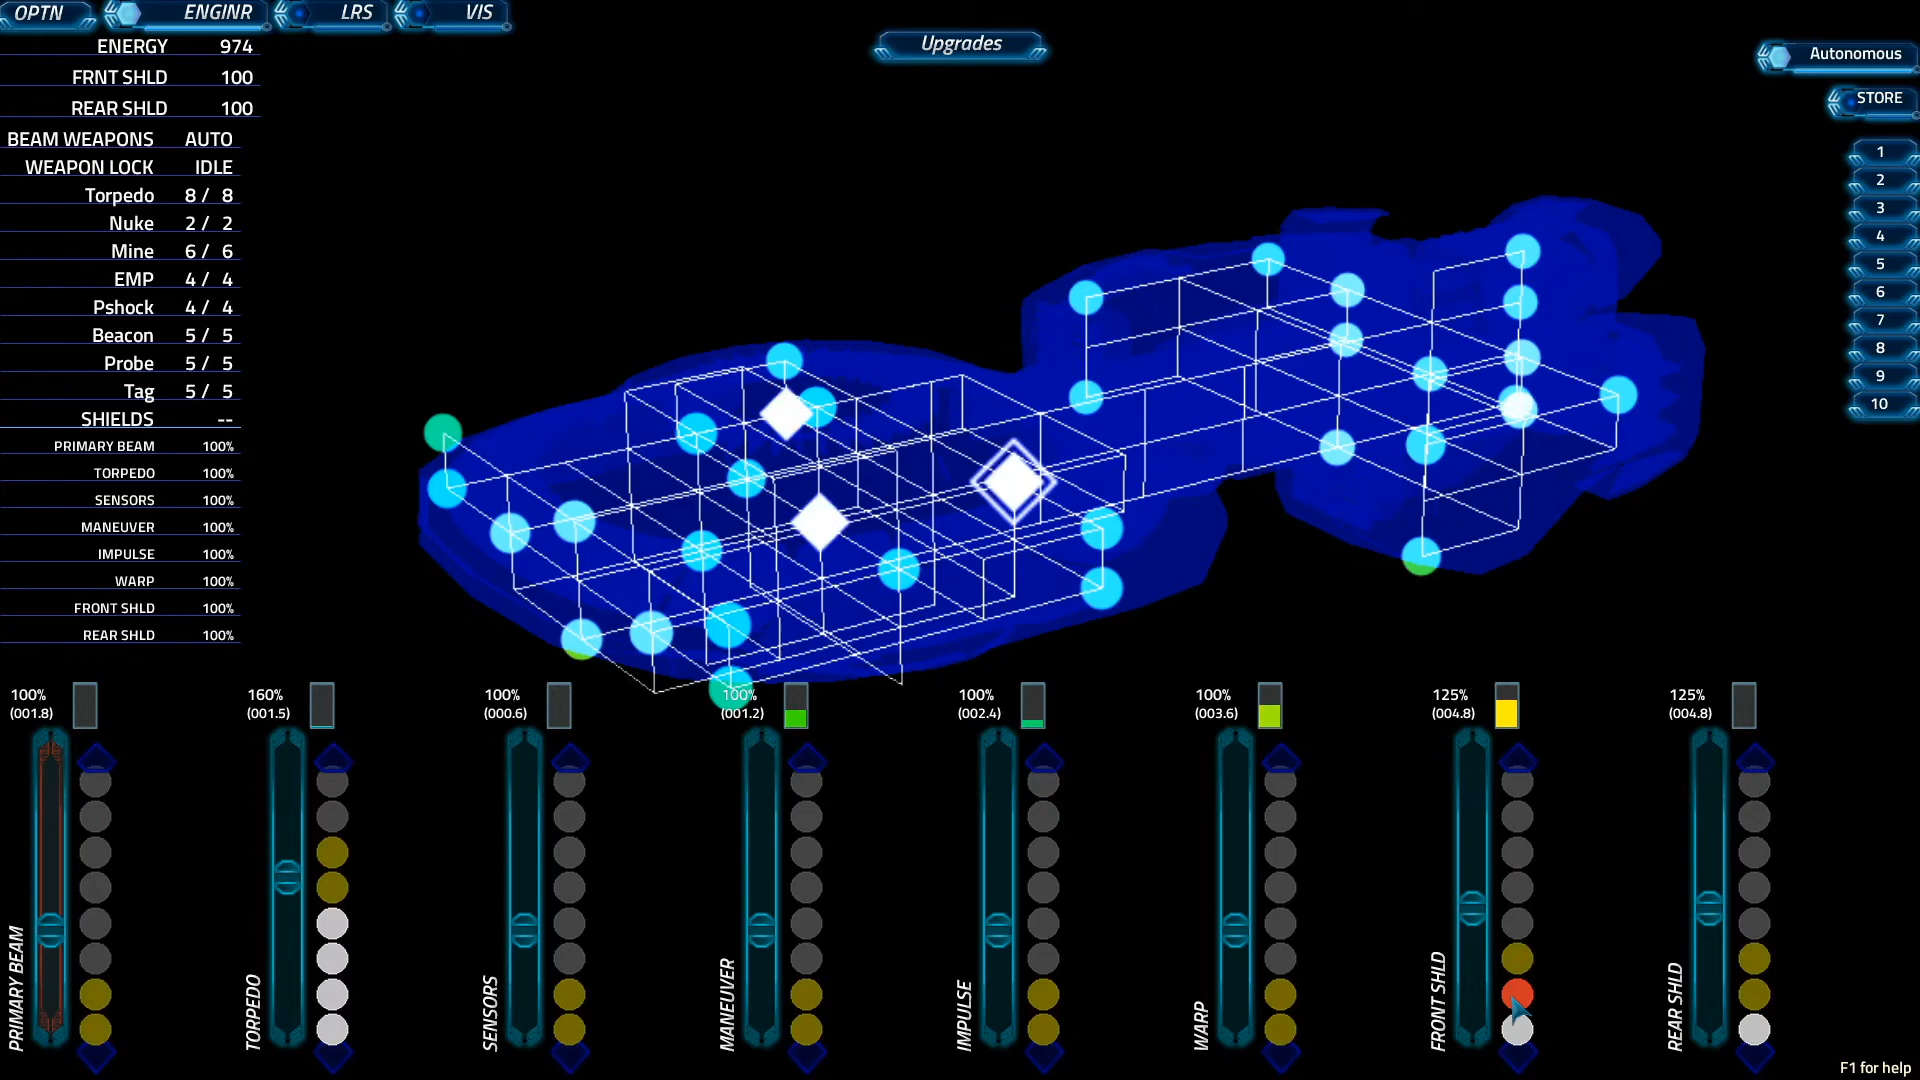 OPTN ENGINR LRS VIS
Upgrades
Autonomous
STORE
ENERGY 974
FRNT SHLD 100
REAR SHLD 100
BEAM WEAPONS AUTO
WEAPON LOCK IDLE
Torpedo 8 / 8
Nuke 2 / 2
Mine 6 / 6
EMP 4 / 4
Pshock 4 / 4
Beacon 5 / 5
Probe 5 / 5
Tag 5 / 5
SHIELDS --
PRIMARY BEAM 100%
TORPEDO 100%
SENSORS 100%
MANEUVER 100%
IMPULSE 100%
WARP 100%
FRONT SHLD 100%
REAR SHLD 100%
1
2
3
4
5
6
7
8
9
10
100% 160% 100% 100% 100% 100% 125% 125%
(001.8) (001.5) (000.6) (001.2) (002.4) (003.6) (004.8) (004.8)
PRIMARY BEAM
TORPEDO
SENSORS
MANEUVER
IMPULSE
WARP
FRONT SHLD
REAR SHLD
F1 for help